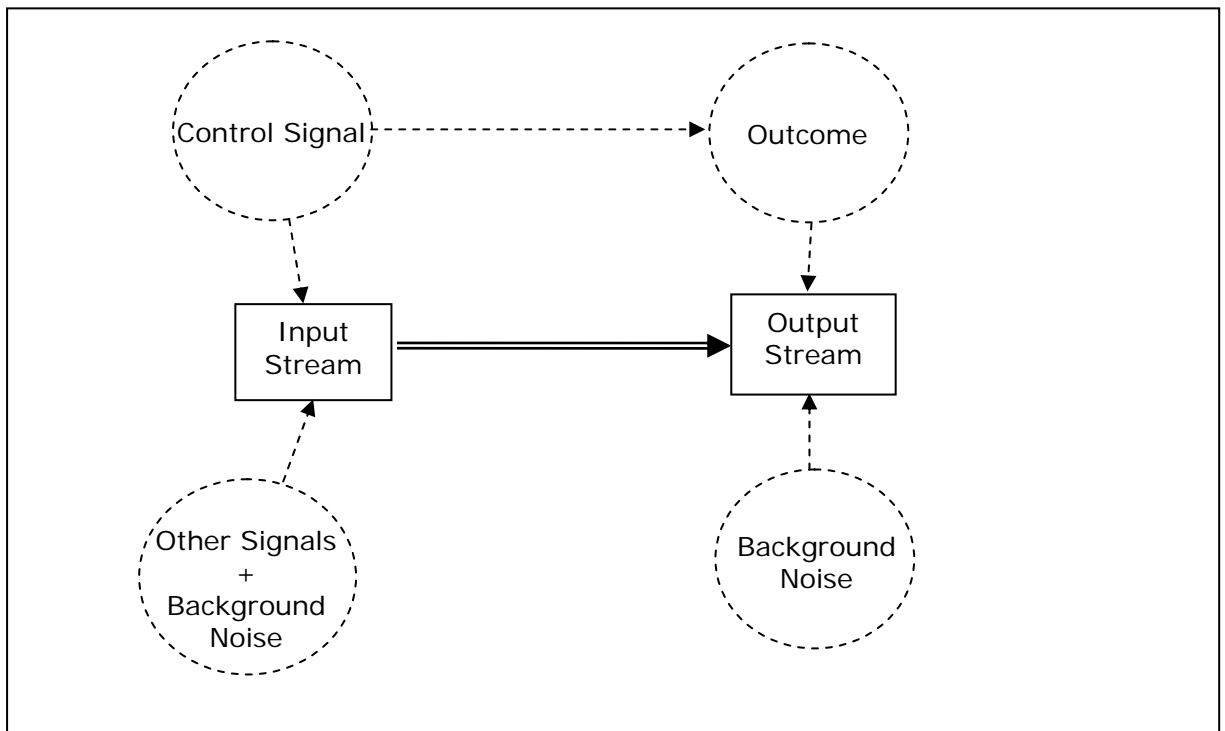 Control Signal
Outcome
Input
Stream
Output
Stream
Other Signals
+
Background
Noise
Background
Noise